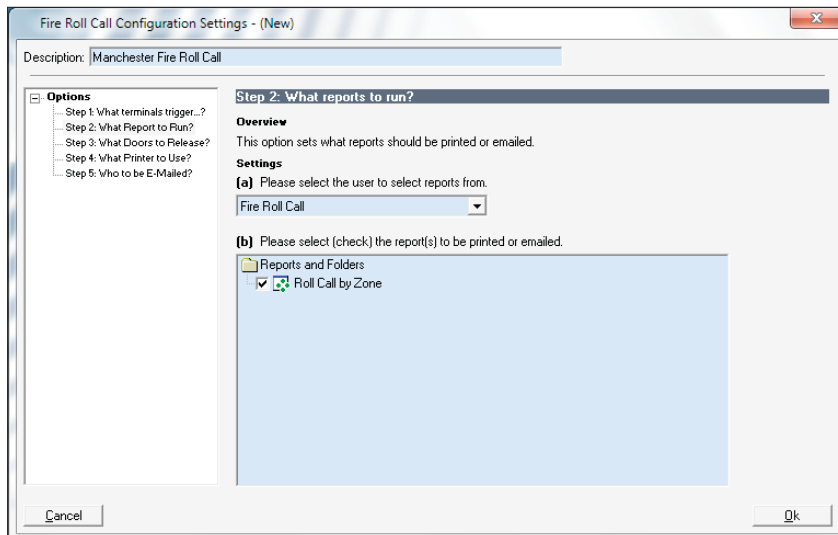 Fire Roll Call Configuration Settings - (New)
Description: Manchester Fire Roll Call
Options
Step 1: What terminals trigger...?
Step 2: What Report to Run?
Step 3: What Doors to Release?
Step 4: What Printer to Use?
Step 5: Who to be E-Mailed?
Step 2: What reports to run?
Overview
This option sets what reports should be printed or emailed.
Settings
(a) Please select the user to select reports from.
Fire Roll Call
(b) Please select (check) the report(s) to be printed or emailed.
Reports and Folders
Roll Call by Zone
Cancel
Ok